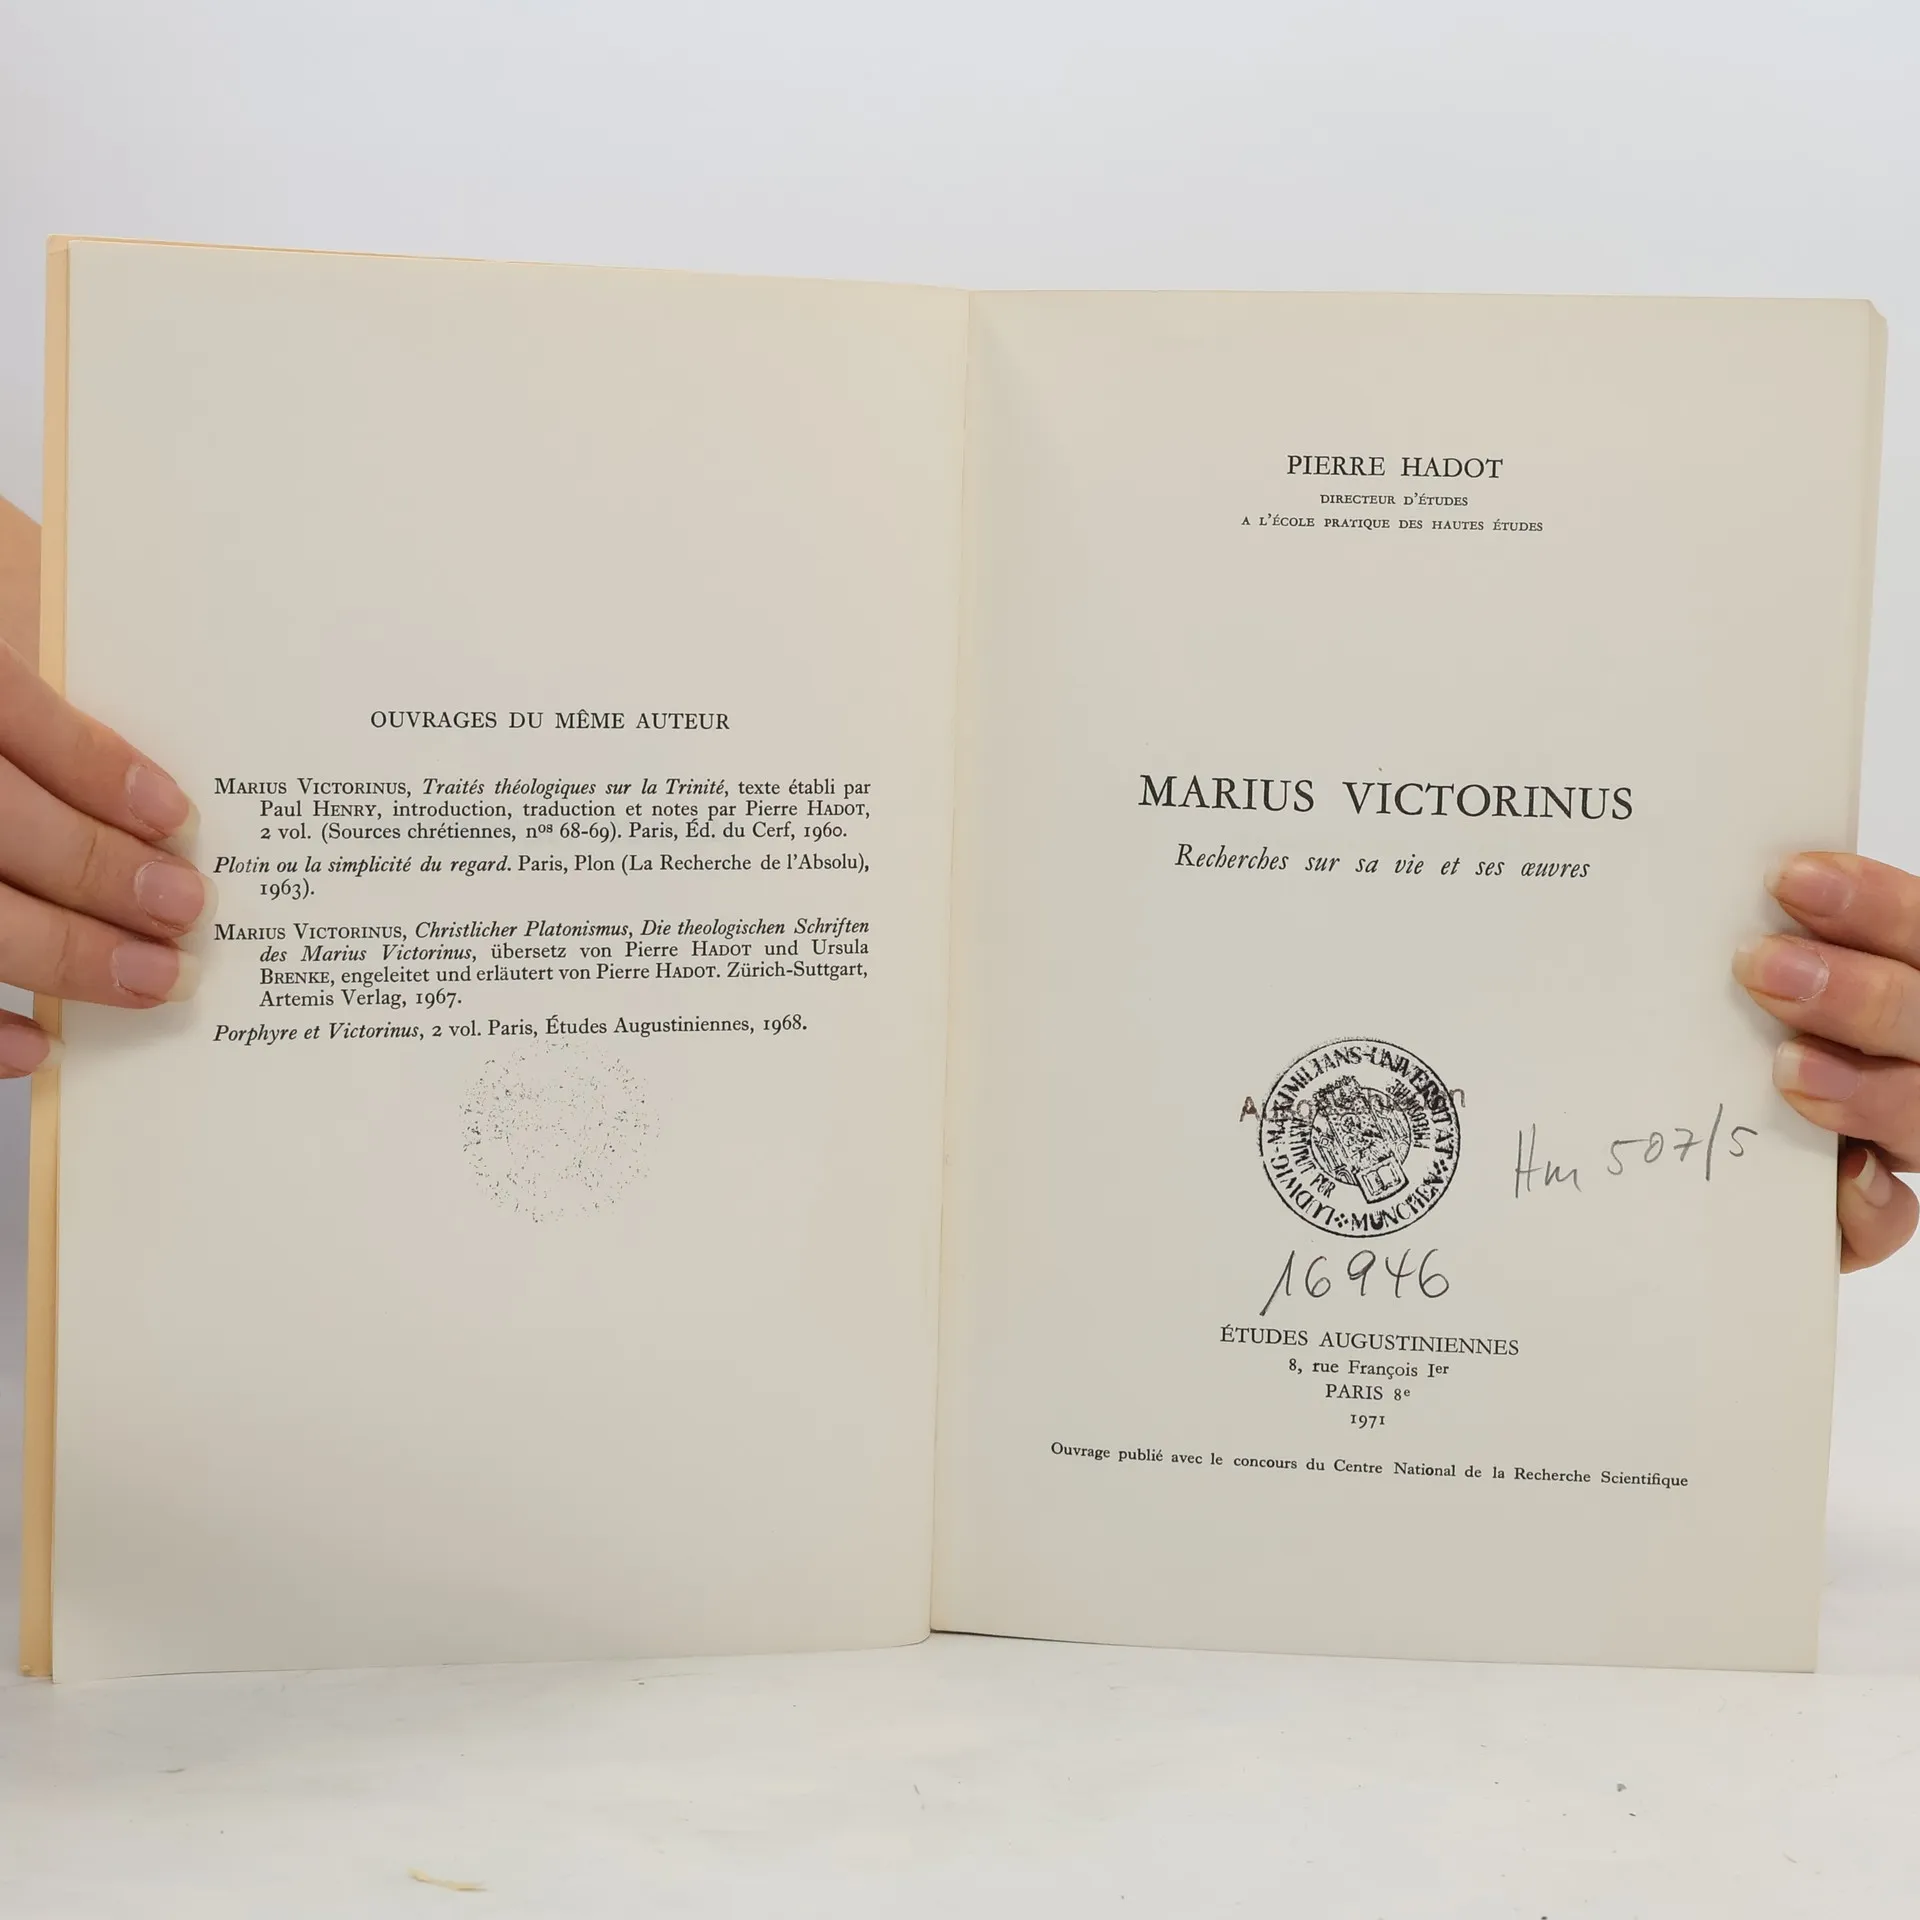 OUVRAGES DU MÊME AUTEUR
MARIUS VICTORINUS, Traités théologiques sur la Trinité, texte établi par
Paul HENRY, introduction, traduction et notes par Pierre HADOT,
2 vol. (Sources chrétiennes, nos 68-69). Paris, Éd. du Cerf, 1960.
Plotin ou la simplicité du regard. Paris, Plon (La Recherche de l'Absolu),
1963).
MARIUS VICTORINUS, Christlicher Platonismus, Die theologischen Schriften
des Marius Victorinus, übersetz von Pierre HADOT und Ursula
BRENKE, engeleitet und erläutert von Pierre HADOT. Zürich-Suttgart,
Artemis Verlag, 1967.
Porphyre et Victorinus, 2 vol. Paris, Études Augustiniennes, 1968.
PIERRE HADOT
DIRECTEUR D'ÉTUDES
A L'ÉCOLE PRATIQUE DES HAUTES ÉTUDES
MARIUS VICTORINUS
Recherches sur sa vie et ses œuvres
LUDWIG-MAXIMILIANS-UNIVERSITÄT MÜNCHEN
Hm 507/5
16946
ÉTUDES AUGUSTINIENNES
8, rue François Ier
PARIS 8e
1971
Ouvrage publié avec le concours du Centre National de la Recherche Scientifique